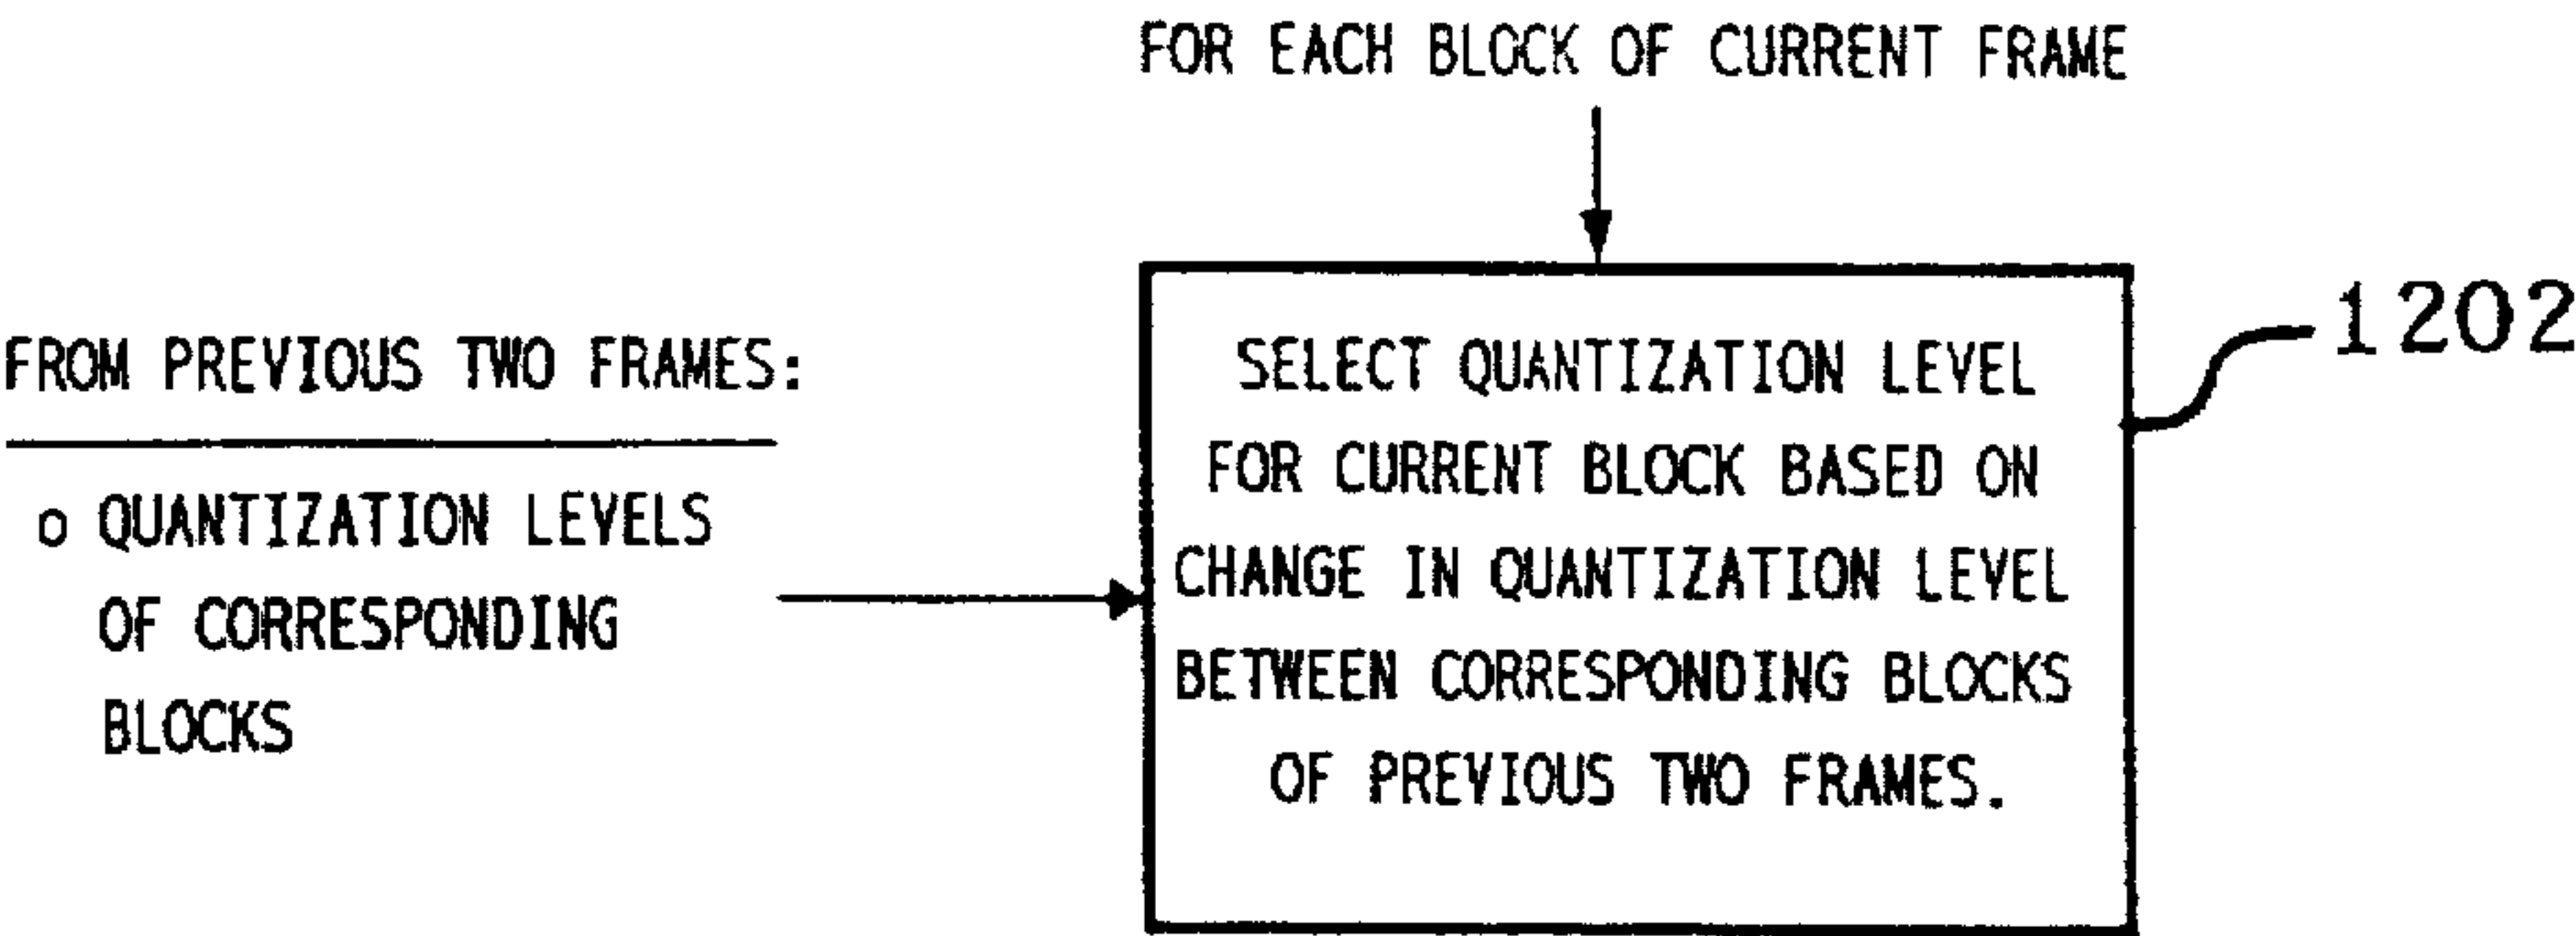 FOR EACH BLOCK OF CURRENT FRAME
FROM PREVIOUS TWO FRAMES:
o QUANTIZATION LEVELS
OF CORRESPONDING
BLOCKS
SELECT QUANTIZATION LEVEL
FOR CURRENT BLOCK BASED ON
CHANGE IN QUANTIZATION LEVEL
BETWEEN CORRESPONDING BLOCKS
OF PREVIOUS TWO FRAMES.
1202